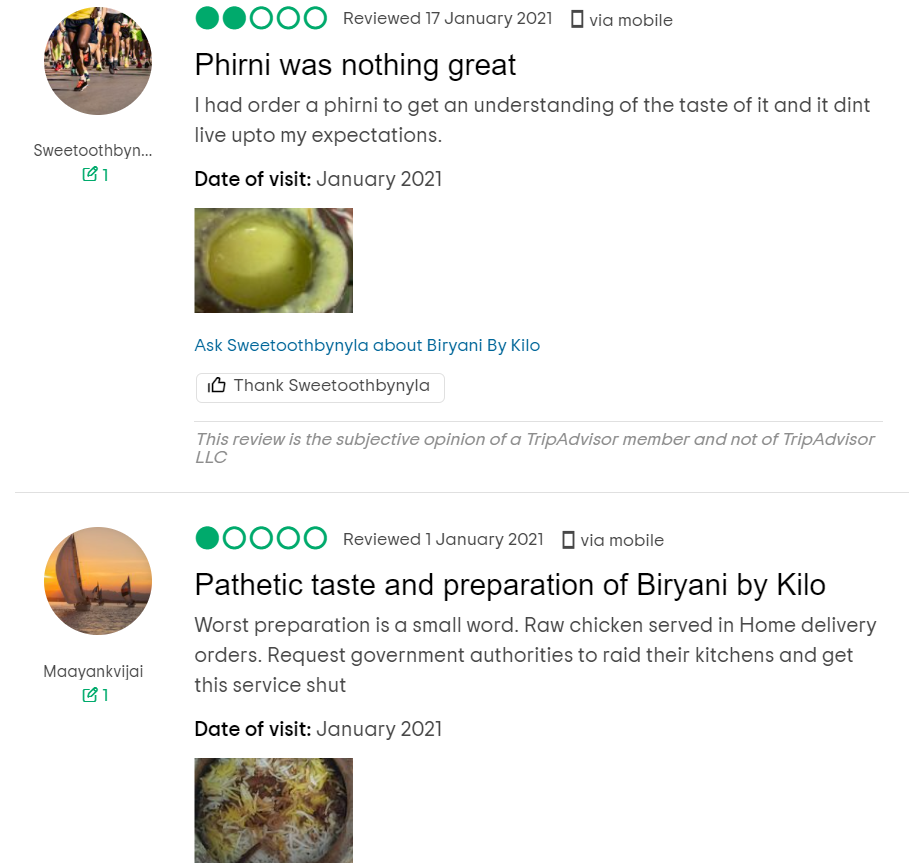 Reviewed 17 January 2021 via mobile
Phirni was nothing great
I had order a phirni to get an understanding of the taste of it and it dint
live upto my expectations.
Sweetoothbyn...
1
Date of visit: January 2021
Ask Sweetoothbynyla about Biryani By Kilo
Thank Sweetoothbynyla
This review is the subjective opinion of a TripAdvisor member and not of TripAdvisor
LLC
Reviewed 1 January 2021 via mobile
Pathetic taste and preparation of Biryani by Kilo
Worst preparation is a small word. Raw chicken served in Home delivery
orders. Request government authorities to raid their kitchens and get
this service shut
Maayankvijai
1
Date of visit: January 2021